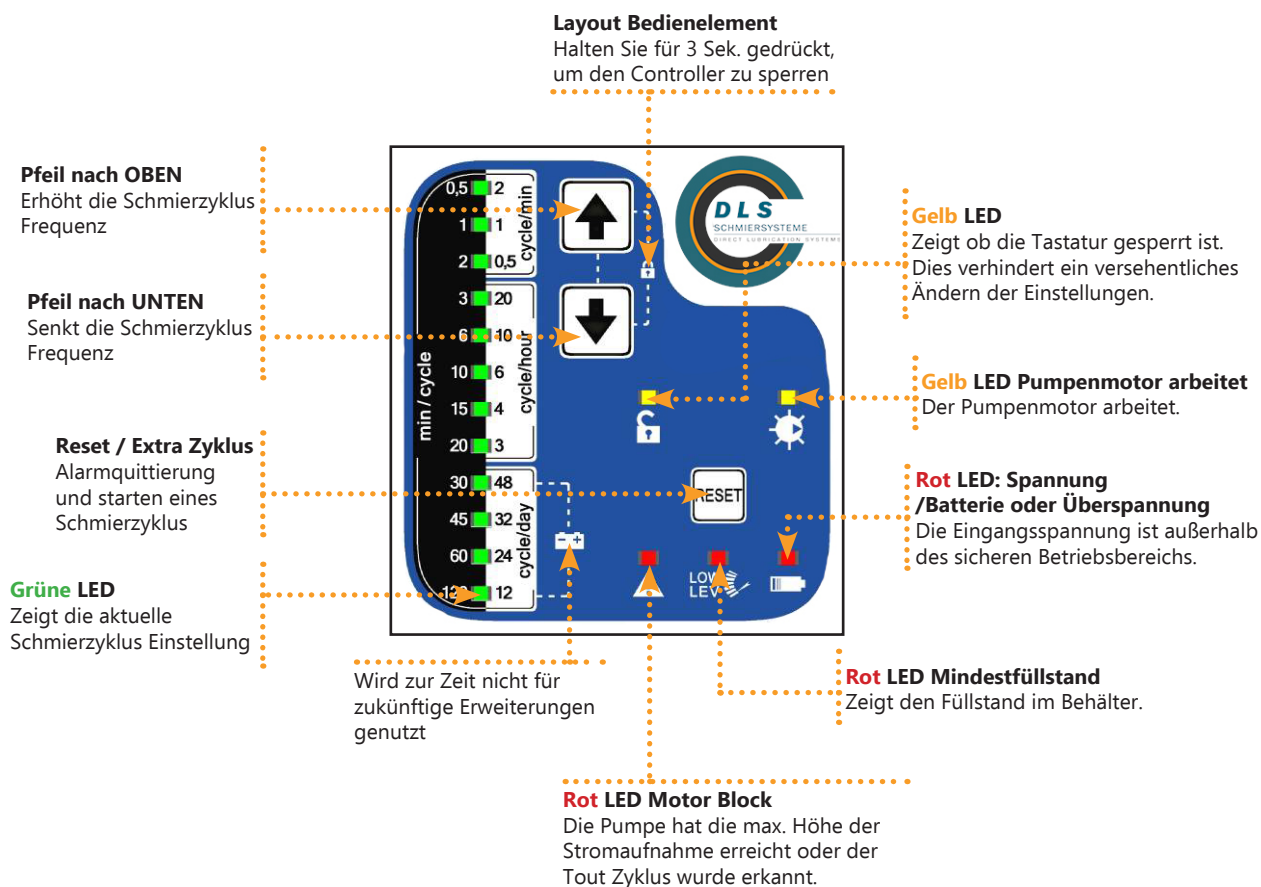 Layout Bedienelement
Halten Sie für 3 Sek. gedrückt,
um den Controller zu sperren
Pfeil nach OBEN
Erhöht die Schmierzyklus
Frequenz
Pfeil nach UNTEN
Senkt die Schmierzyklus
Frequenz
Reset / Extra Zyklus
Alarmquittierung
und starten eines
Schmierzyklus
Grüne LED
Zeigt die aktuelle
Schmierzyklus Einstellung
min / cycle
0,5 2
1 1
2 0,5
cycle/min
3 20
6 10
10 6
15 4
20 3
cycle/hour
30 48
45 32
60 24
120 12
cycle/day
DLS
SCHMIERSYSTEME
DIRECT LUBRICATION SYSTEMS
RESET
LOW
LEV
Gelb LED
Zeigt ob die Tastatur gesperrt ist.
Dies verhindert ein versehentliches
Ändern der Einstellungen.
Gelb LED Pumpenmotor arbeitet
Der Pumpenmotor arbeitet.
Rot LED: Spannung
/Batterie oder Überspannung
Die Eingangsspannung ist außerhalb
des sicheren Betriebsbereichs.
Rot LED Mindestfüllstand
Zeigt den Füllstand im Behälter.
Wird zur Zeit nicht für
zukünftige Erweiterungen
genutzt
Rot LED Motor Block
Die Pumpe hat die max. Höhe der
Stromaufnahme erreicht oder der
Tout Zyklus wurde erkannt.